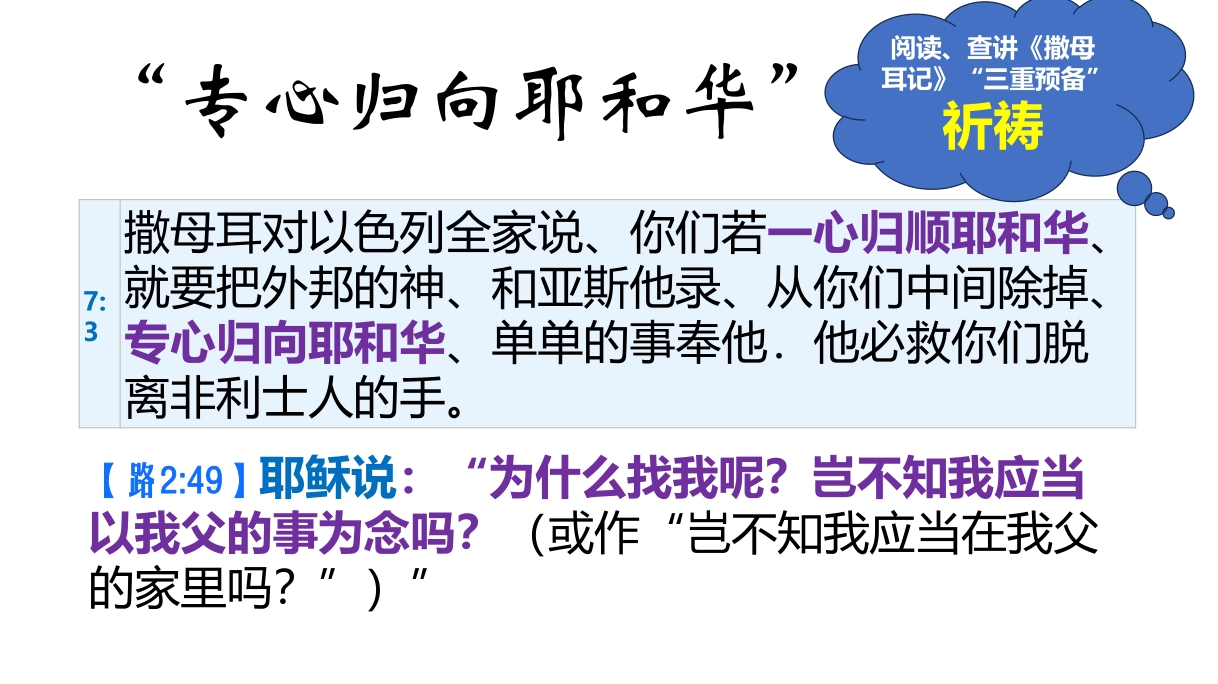 “专心归向耶和华”
阅读、查讲《撒母
耳记》“三重预备”
祈祷
7:
3
撒母耳对以色列全家说、你们若一心归顺耶和华、
就要把外邦的神、和亚斯他录、从你们中间除掉、
专心归向耶和华、单单的事奉他．他必救你们脱
离非利士人的手。
【路2:49】耶稣说：“为什么找我呢？岂不知我应当
以我父的事为念吗？（或作“岂不知我应当在我父
的家里吗？”）”